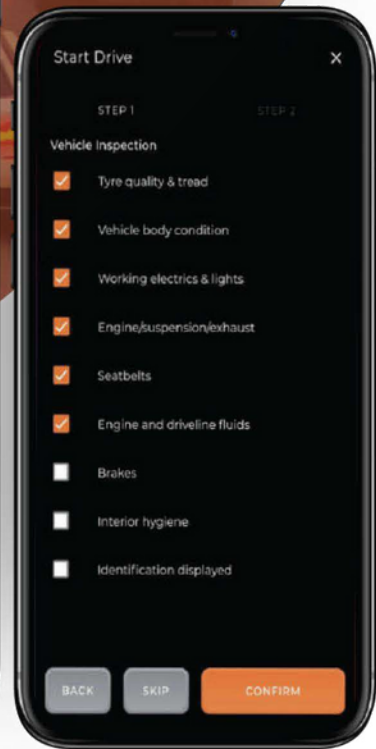 Start Drive
STEP 1 STEP 2
Vehicle Inspection
Tyre quality & tread
Vehicle body condition
Working electrics & lights
Engine/suspension/exhaust
Seatbelts
Engine and driveline fluids
Brakes
Interior hygiene
Identification displayed
BACK SKIP CONFIRM